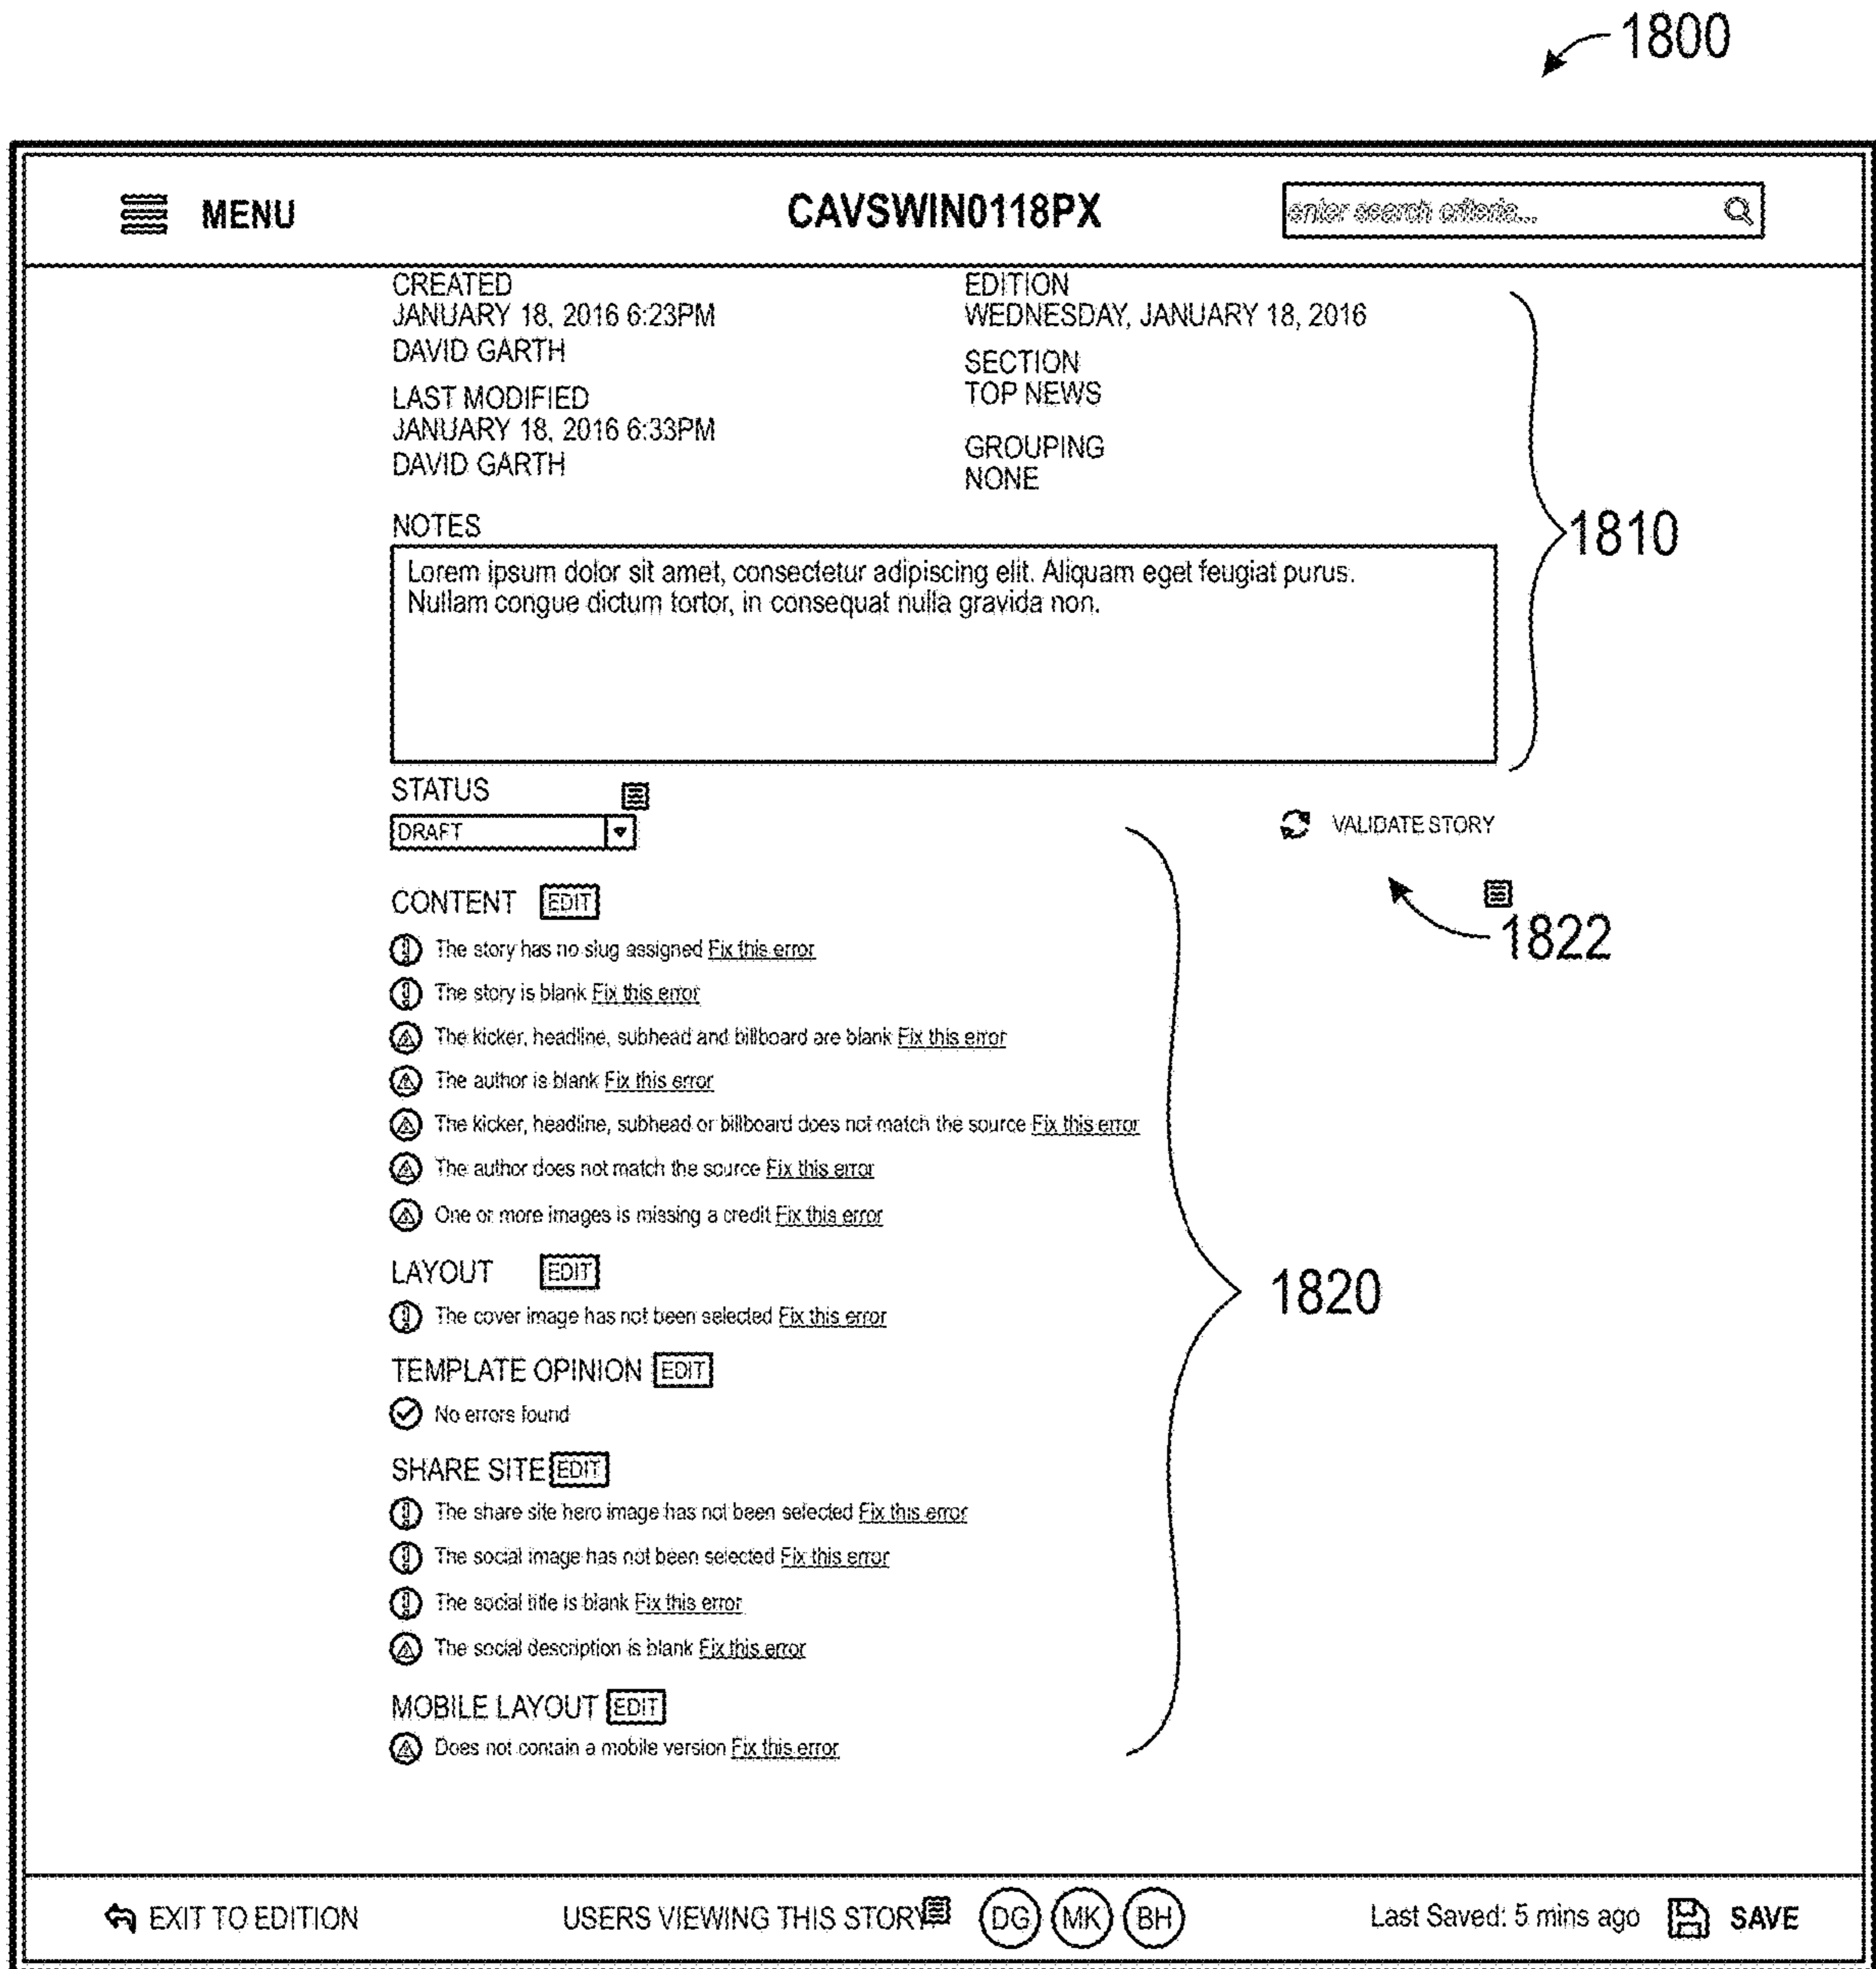 1800
MENU
CAVSWIN0118PX
enter search criteria...
CREATED
JANUARY 18, 2016 6:23PM
DAVID GARTH
LAST MODIFIED
JANUARY 18, 2016 6:33PM
DAVID GARTH
EDITION
WEDNESDAY, JANUARY 18, 2016
SECTION
TOP NEWS
GROUPING
NONE
NOTES
Lorem ipsum dolor sit amet, consectetur adipiscing elit. Aliquam eget feugiat purus.
Nullam congue dictum tortor, in consequat nulla gravida non.
1810
STATUS
DRAFT
VALIDATE STORY
1822
CONTENT EDIT
The story has no slug assigned Fix this error
The story is blank Fix this error
The kicker, headline, subhead and billboard are blank Fix this error
The author is blank Fix this error
The kicker, headline, subhead or billboard does not match the source Fix this error
The author does not match the source Fix this error
One or more images is missing a credit Fix this error
LAYOUT EDIT
1820
The cover image has not been selected Fix this error
TEMPLATE OPINION EDIT
No errors found
SHARE SITE EDIT
The share site hero image has not been selected Fix this error
The social image has not been selected Fix this error
The social title is blank Fix this error
The social description is blank Fix this error
MOBILE LAYOUT EDIT
Does not contain a mobile version Fix this error
EXIT TO EDITION
USERS VIEWING THIS STORY
DG MK BH
Last Saved: 5 mins ago
SAVE